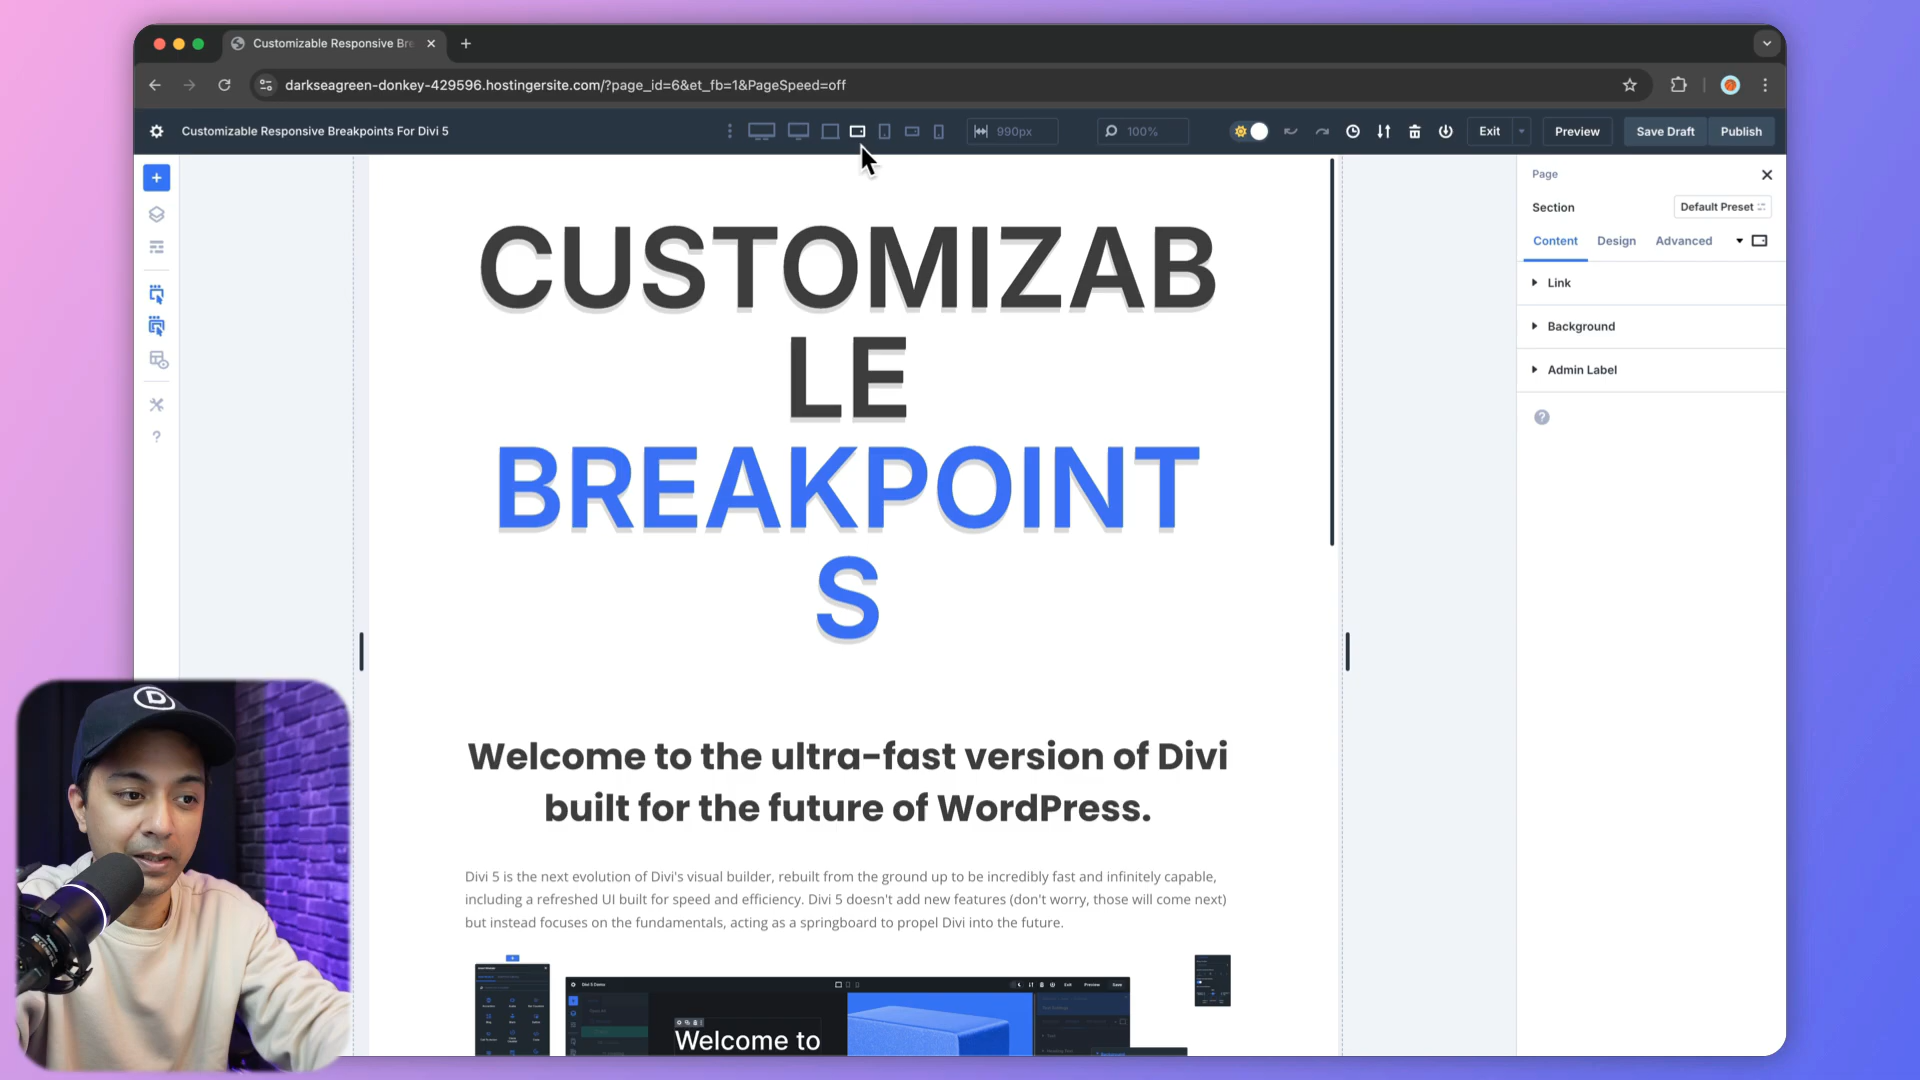 Customizable Responsive Bre
darkseagreen-donkey-429596.hostingersite.com/?page_id=6&et_fb=1&PageSpeed=off
Customizable Responsive Breakpoints For Divi 5
990px
100%
Exit
Preview
Save Draft
Publish
Page
Section
Default Preset
Content
Design
Advanced
Link
Background
Admin Label
CUSTOMIZAB
LE
BREAKPOINT
S
Welcome to the ultra-fast version of Divi
built for the future of WordPress.
Divi 5 is the next evolution of Divi's visual builder, rebuilt from the ground up to be incredibly fast and infinitely capable,
including a refreshed UI built for speed and efficiency. Divi 5 doesn't add new features (don't worry, those will come next)
but instead focuses on the fundamentals, acting as a springboard to propel Divi into the future.
Divi 5 Demo
Exit
Preview
Save
Welcome to
D